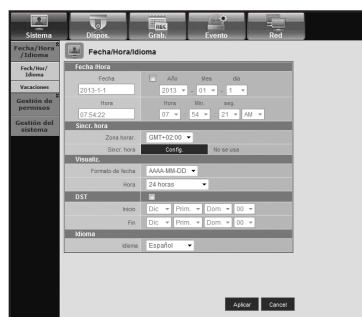 Sistema Dispos. Grab. Evento Red
REC
Fecha/Hora
/Idioma
Fech/Hor/
Idioma
Vacaciones
Gestión de
permisos
Gestión del
sistema
Fecha/Hora/Idioma
Fecha /Hora
Fecha Año Mes día
2013-1-1 2013 - 01 - 1
Hora Hora Min. seg.
07:54:22 07 : 54 : 21 AM
Sincr. hora
Zona horar. GMT+02:00
Sincr. hora Config. No se usa
Visualiz.
Formato de fecha AAAA-MM-DD
Hora 24 horas
DST
Inicio Dic Prim. Dom 00
Fin Dic Prim. Dom 00
Idioma
Idioma Español
Aplicar Cancel